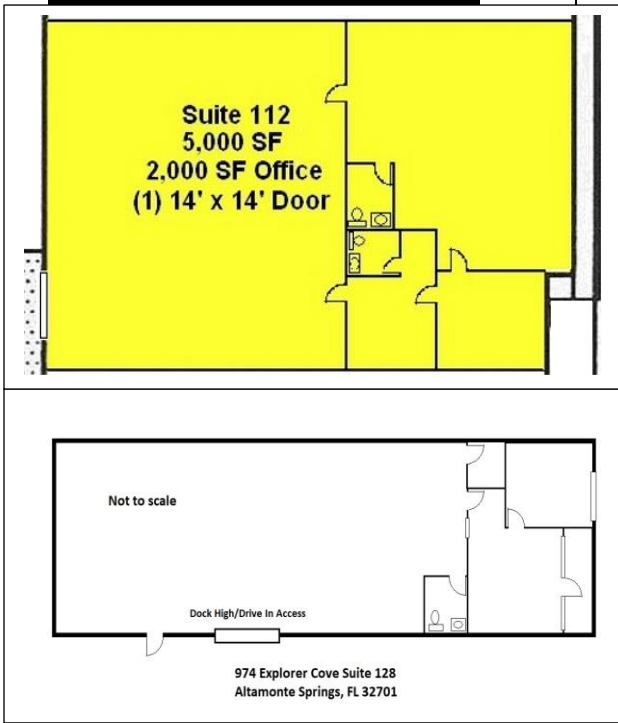 Suite 112
5,000 SF
2,000 SF Office
(1) 14' x 14' Door
Not to scale
Dock High/Drive In Access
974 Explorer Cove Suite 128
Altamonte Springs, FL 32701